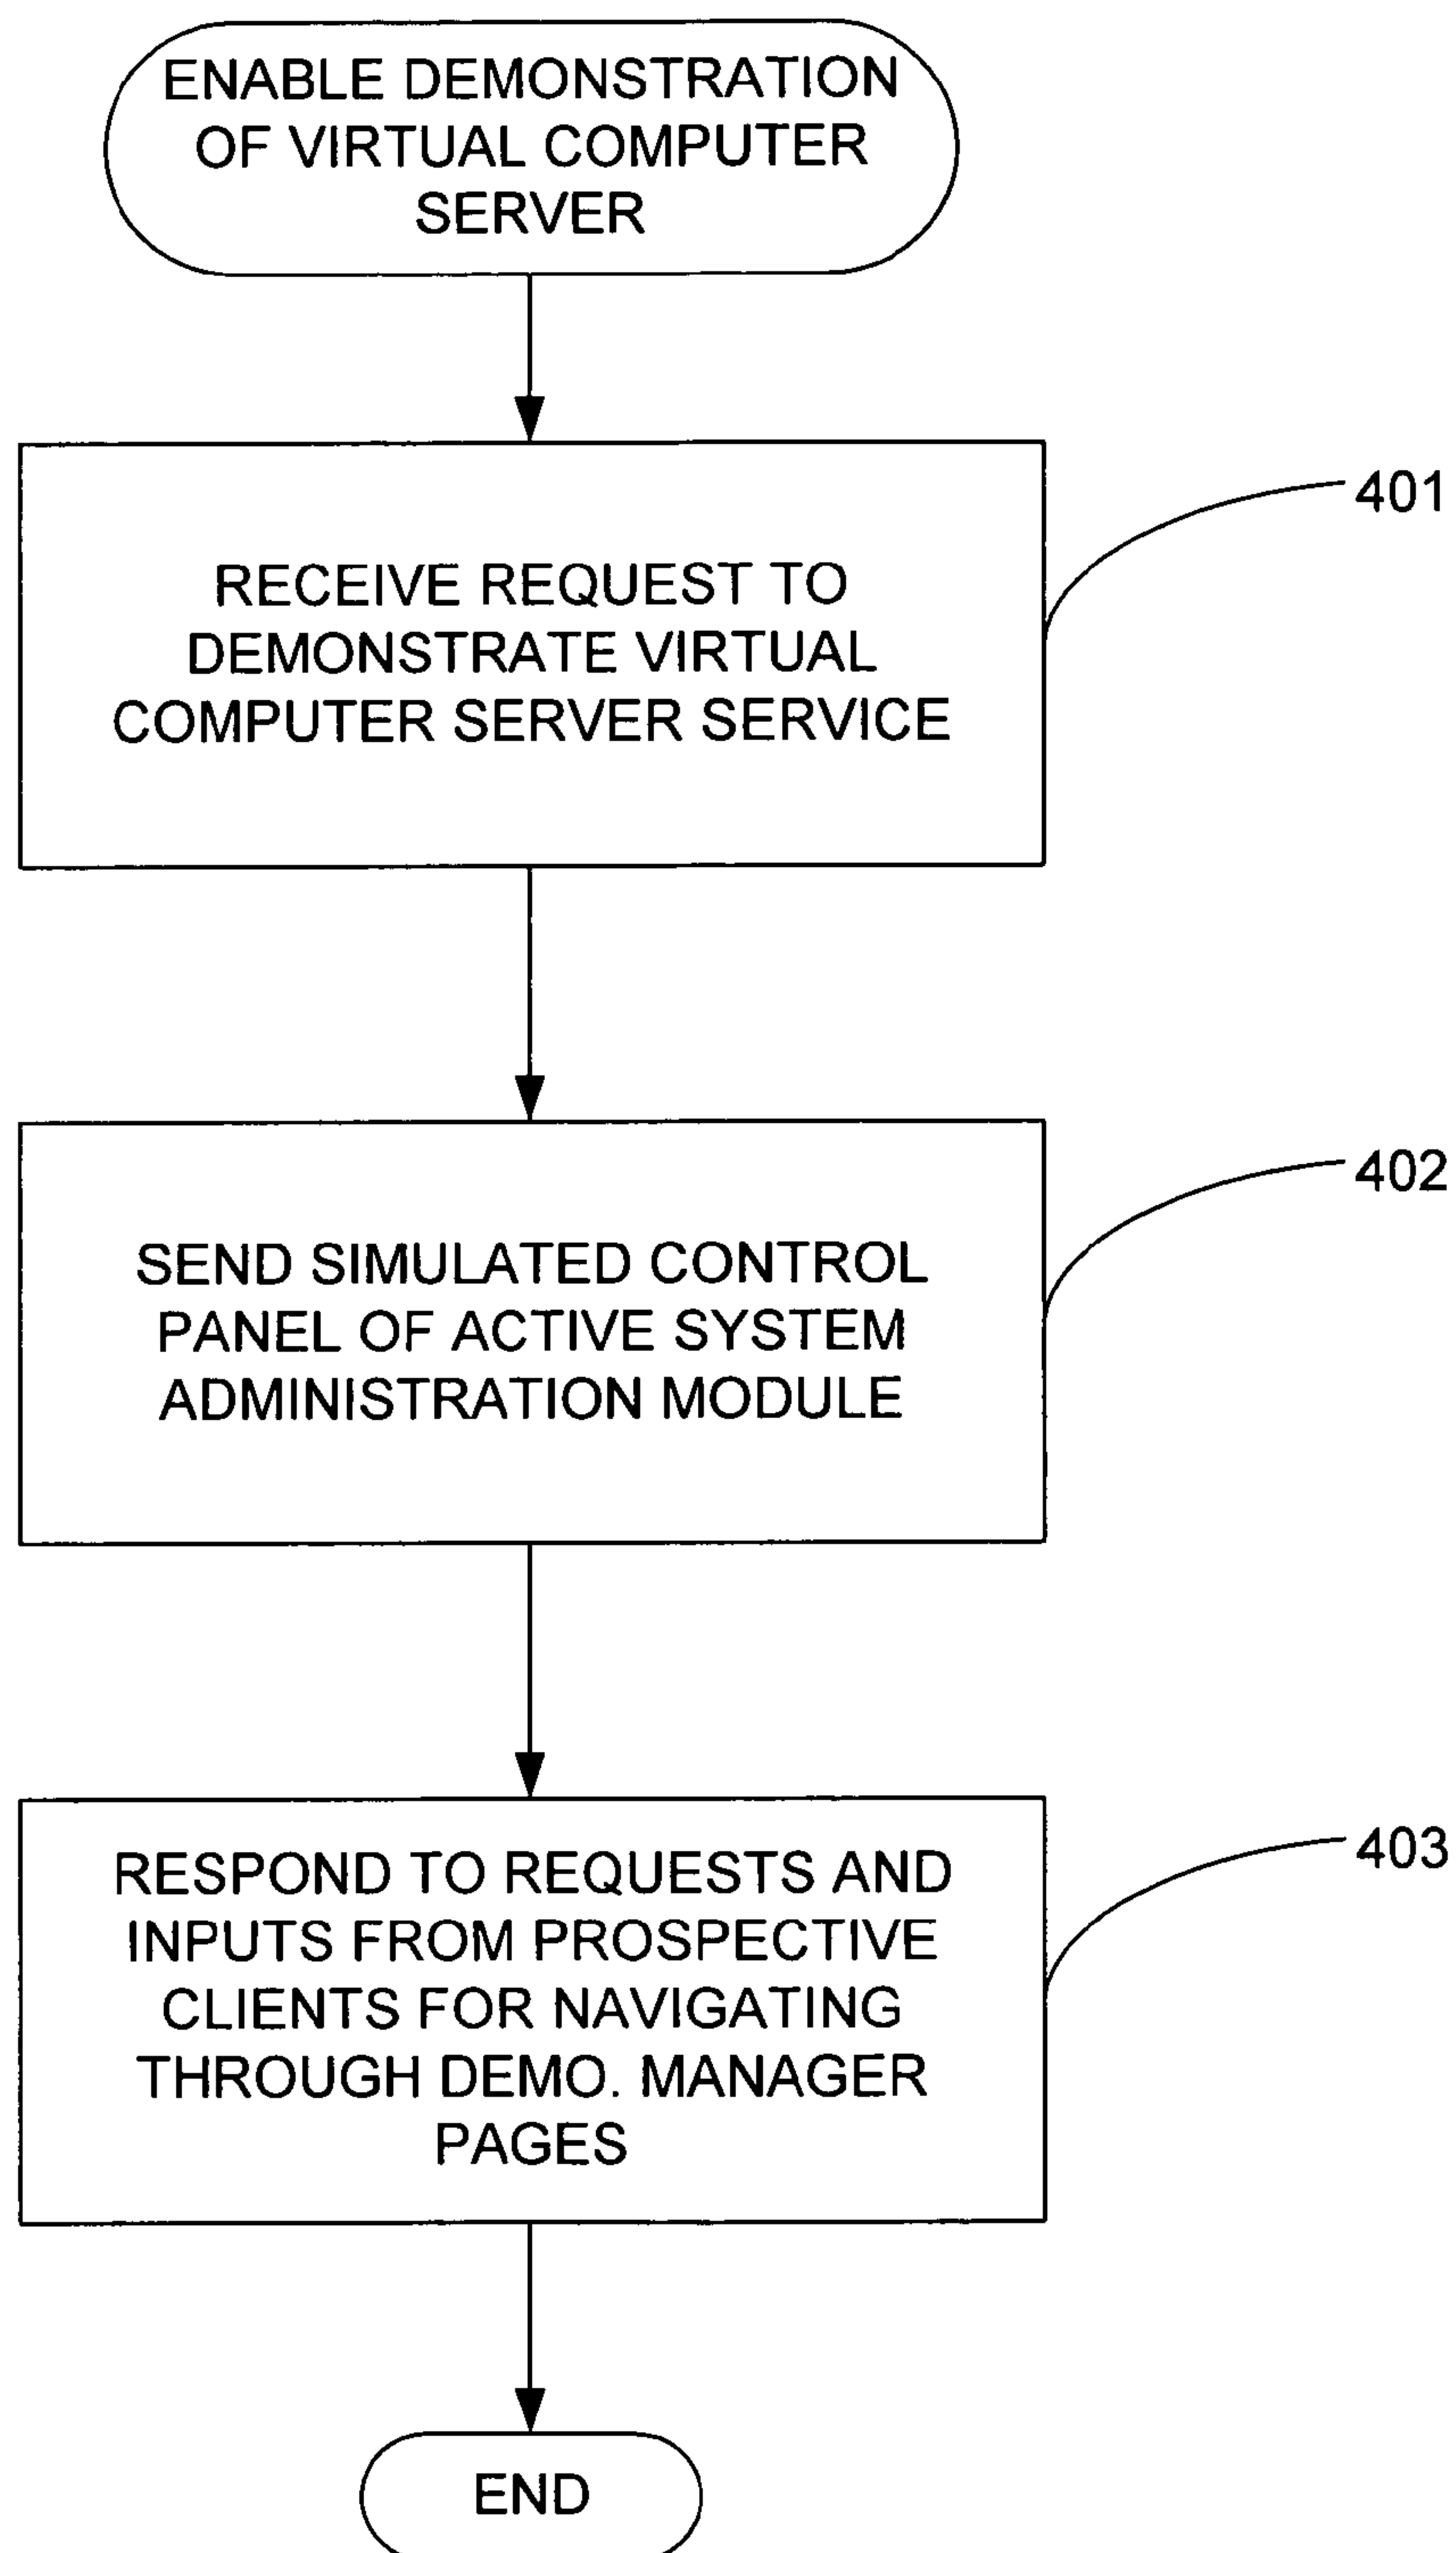 ENABLE DEMONSTRATION
OF VIRTUAL COMPUTER
SERVER
401
RECEIVE REQUEST TO
DEMONSTRATE VIRTUAL
COMPUTER SERVER SERVICE
402
SEND SIMULATED CONTROL
PANEL OF ACTIVE SYSTEM
ADMINISTRATION MODULE
403
RESPOND TO REQUESTS AND
INPUTS FROM PROSPECTIVE
CLIENTS FOR NAVIGATING
THROUGH DEMO. MANAGER
PAGES
END